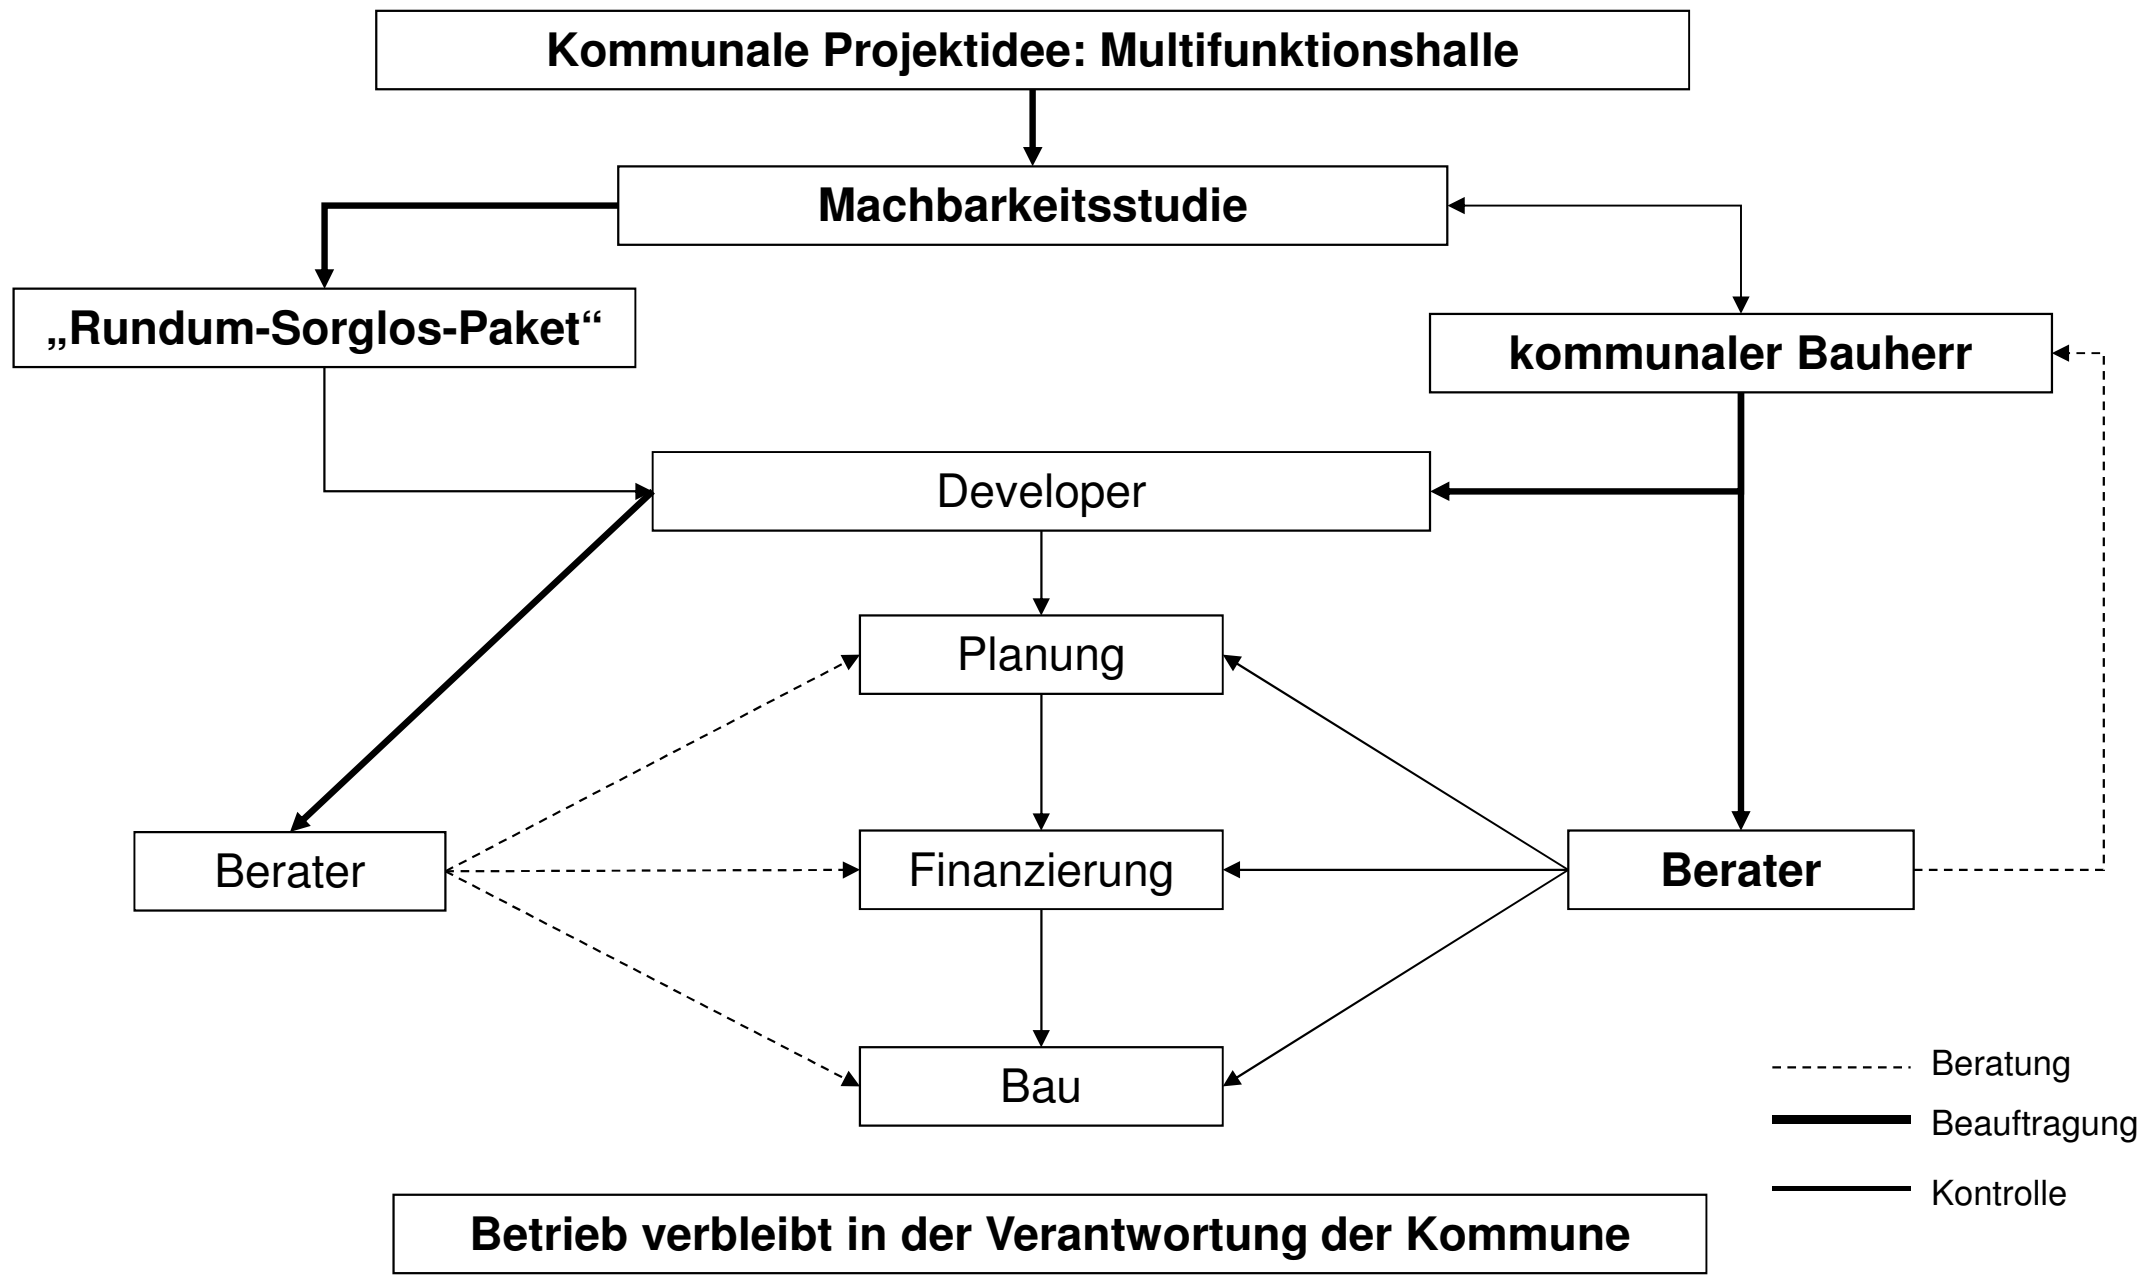 Kommunale Projektidee: Multifunktionshalle
Machbarkeitsstudie
„Rundum-Sorglos-Paket“
kommunaler Bauherr
Developer
Planung
Berater
Finanzierung
Berater
Bau
Beratung
Beauftragung
Kontrolle
Betrieb verbleibt in der Verantwortung der Kommune